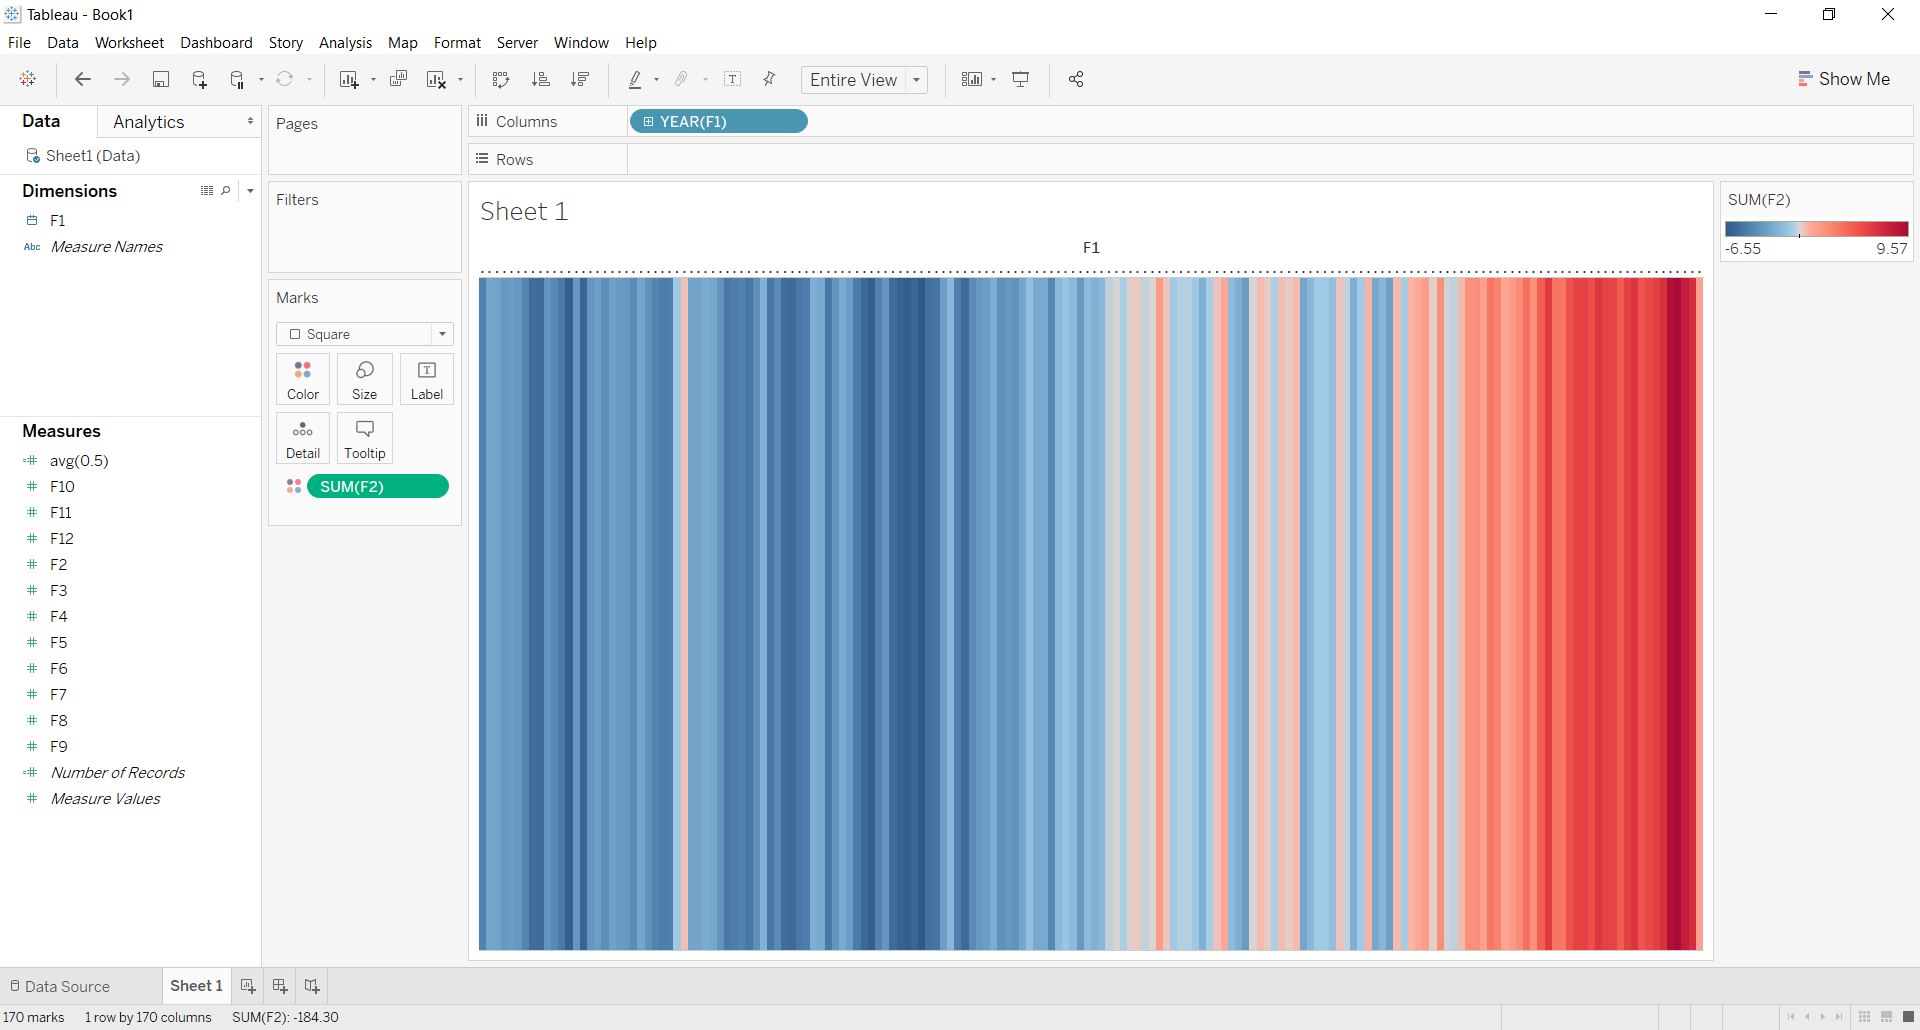 Tableau - Book1
File Data Worksheet Dashboard Story Analysis Map Format Server Window Help
Entire View
Show Me
Data Analytics
Sheet1 (Data)
Dimensions
F1
Abc Measure Names
Measures
avg(0.5)
F10
F11
F12
F2
F3
F4
F5
F6
F7
F8
F9
Number of Records
Measure Values
Pages
Filters
Marks
Square
Color Size Label
Detail Tooltip
SUM(F2)
Columns YEAR(F1)
Rows
Sheet 1
F1
SUM(F2)
-6.55 9.57
Data Source Sheet 1
170 marks 1 row by 170 columns SUM(F2): -184.30